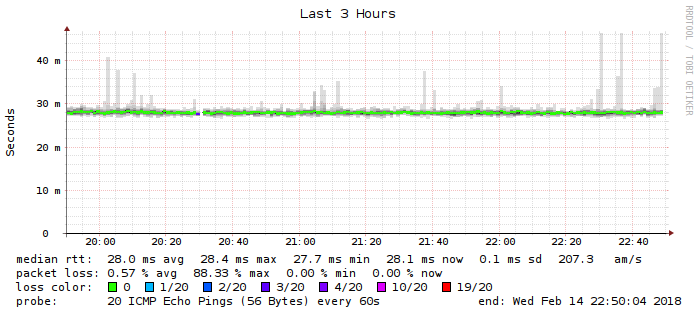 Last 3 Hours
RRDTOOL / TOBI OETIKER
Seconds
40 m
30 m
20 m
10 m
0
20:00 20:20 20:40 21:00 21:20 21:40 22:00 22:20 22:40
median rtt: 28.0 ms avg 28.4 ms max 27.7 ms min 28.1 ms now 0.1 ms sd 207.3 am/s
packet loss: 0.57 % avg 88.33 % max 0.00 % min 0.00 % now
loss color: 0 1/20 2/20 3/20 4/20 10/20 19/20
probe: 20 ICMP Echo Pings (56 Bytes) every 60s end: Wed Feb 14 22:50:04 2018